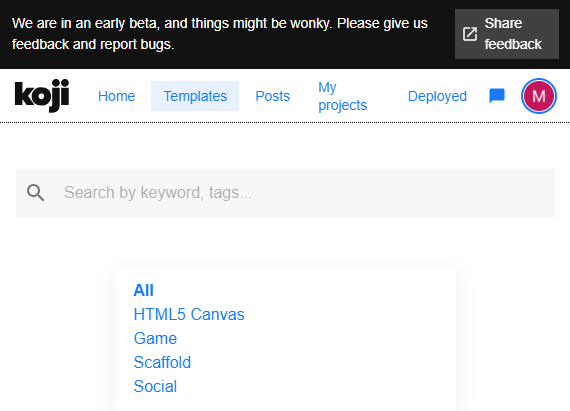 We are in an early beta, and things might be wonky. Please give us
feedback and report bugs.
Share
feedback
koji
Home
Templates
Posts
My
projects
Deployed
M
Search by keyword, tags...
All
HTML5 Canvas
Game
Scaffold
Social